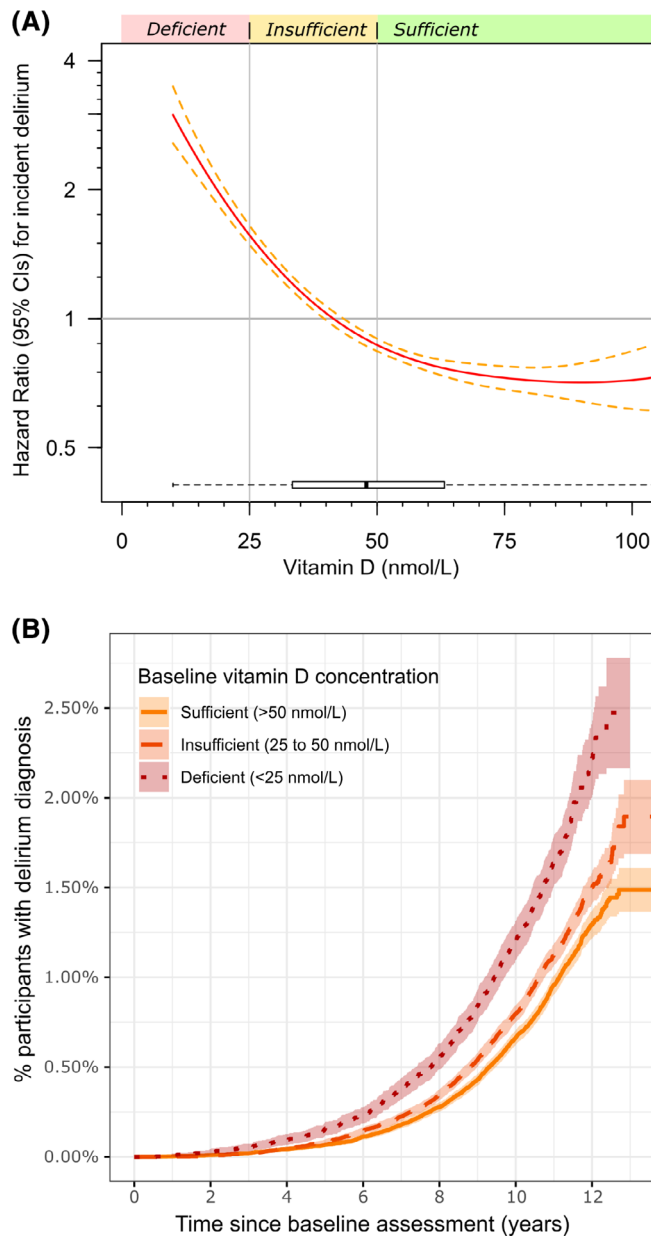 (A)
Deficient | Insufficient | Sufficient
Hazard Ratio (95% CIs) for incident delirium
4
2
1
0.5
0 25 50 75 100
Vitamin D (nmol/L)
(B)
Baseline vitamin D concentration
Sufficient (>50 nmol/L)
Insufficient (25 to 50 nmol/L)
Deficient (<25 nmol/L)
% participants with delirium diagnosis
2.50%
2.00%
1.50%
1.00%
0.50%
0.00%
0 2 4 6 8 10 12
Time since baseline assessment (years)